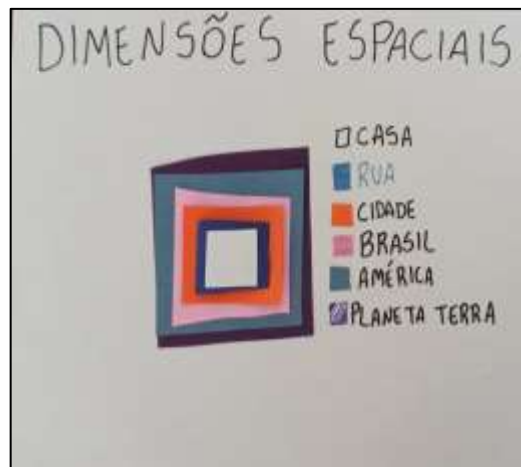 DIMENSÕES ESPACIAIS
CASA
RUA
CIDADE
BRASIL
AMÉRICA
PLANETA TERRA